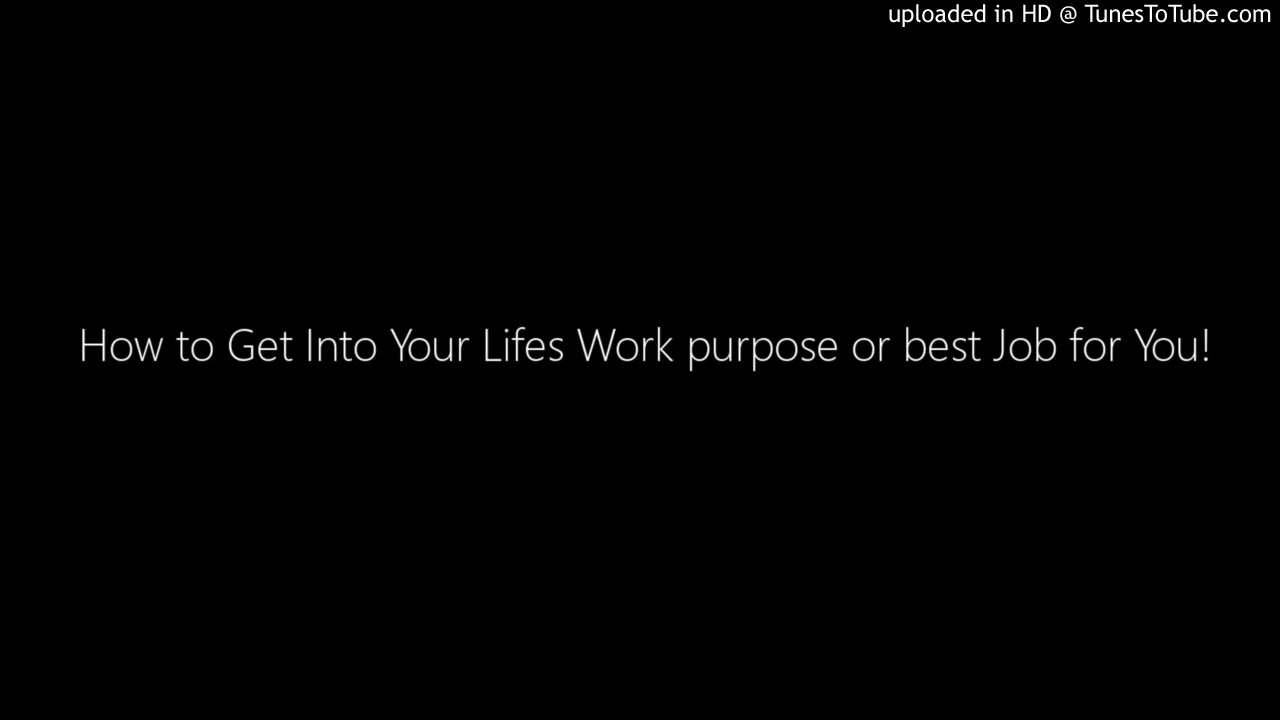 uploaded in HD @ TunesToTube.com
How to Get Into Your Lifes Work purpose or best Job for You!